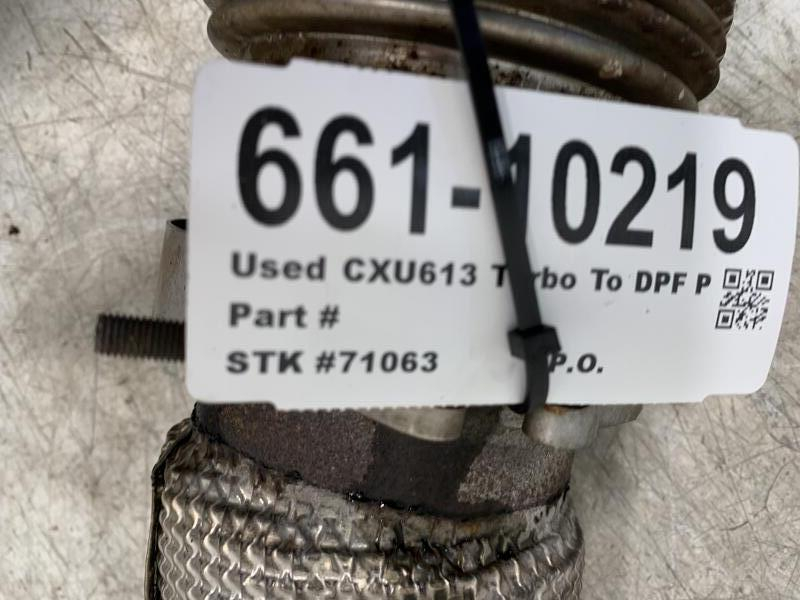 661-10219
Used CXU613 Turbo To DPF P
Part #
STK #71063 P.O.